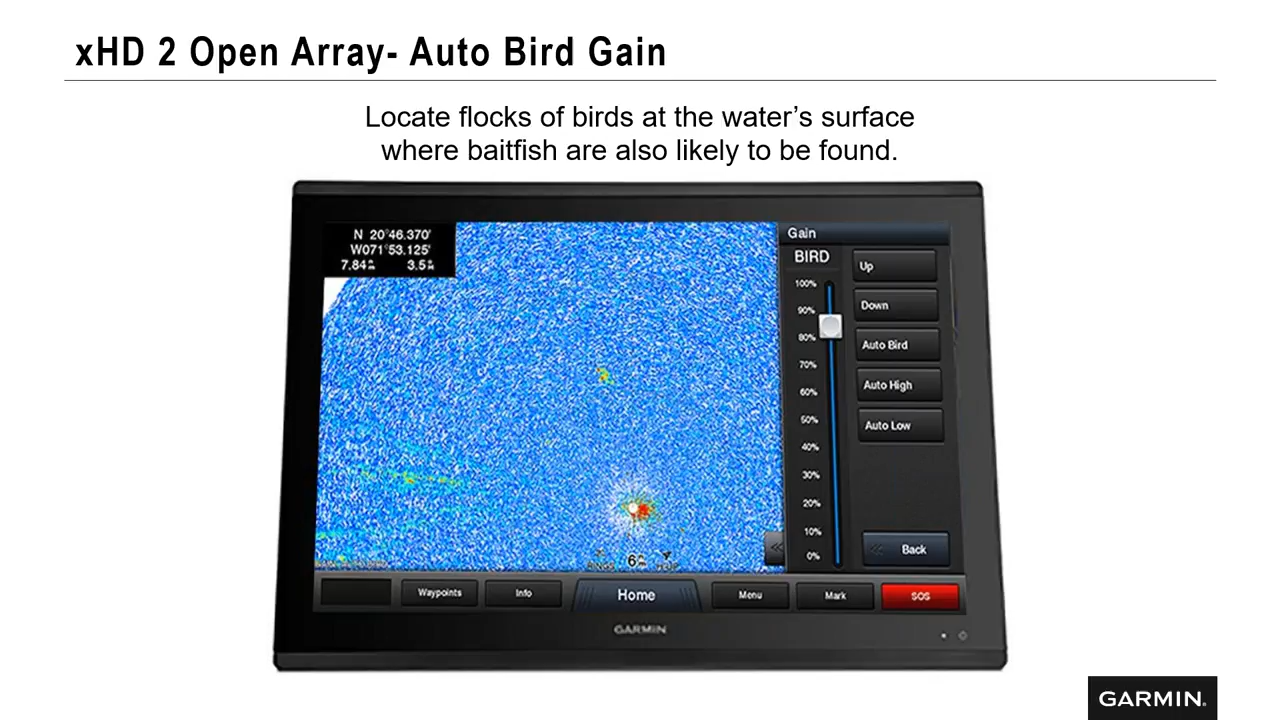 xHD 2 Open Array- Auto Bird Gain
Locate flocks of birds at the water’s surface
where baitfish are also likely to be found.
N 20°46.370'
W071°53.125'
7.84 3.5
Gain
BIRD
100%
90%
80%
70%
60%
50%
40%
30%
20%
10%
0%
Up
Down
Auto Bird
Auto High
Auto Low
Back
6
Waypoints
Info
Home
Menu
Mark
SOS
GARMIN
GARMIN.